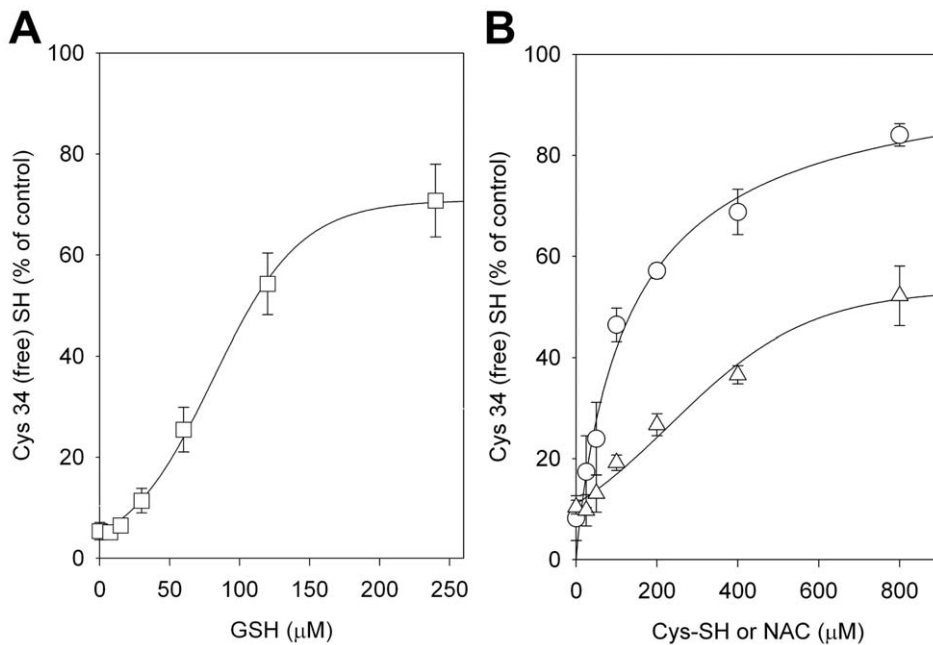 A
B
Cys 34 (free) SH (% of control)
100
80
60
40
20
0
0 50 100 150 200 250
GSH (μM)
Cys 34 (free) SH (% of control)
100
80
60
40
20
0
0 200 400 600 800
Cys-SH or NAC (μM)